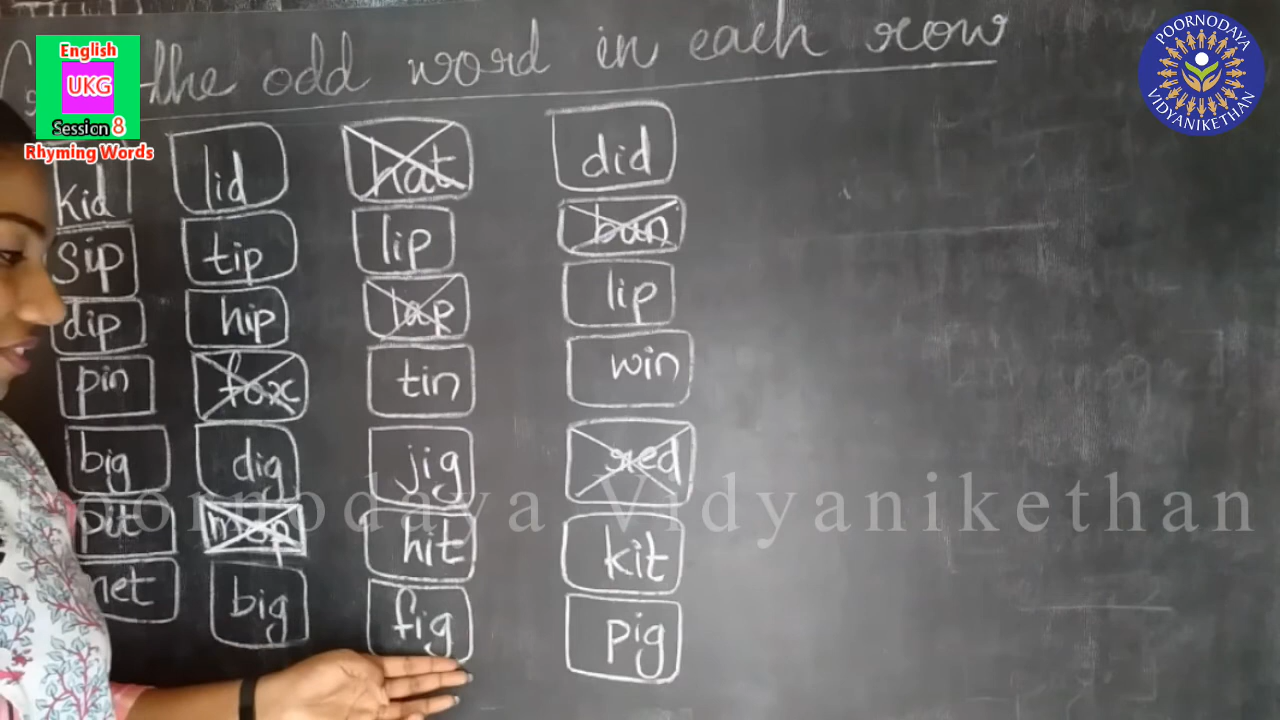 the odd word in each row
English
UKG
Session 8
Rhyming Words
POORNODAYA
VIDYANIKETHAN
kid lid hat did
sip tip lip ban
dip hip lap lip
pin fox tin win
big dig jig red
Poornodaya Vidyanikethan
pit mop hit kit
net big fig pig